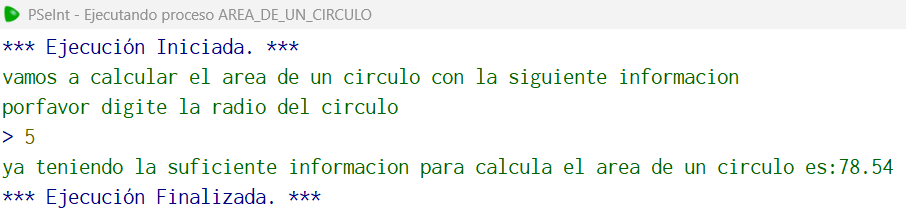 PSeInt - Ejecutando proceso AREA_DE_UN_CIRCULO
*** Ejecución Iniciada. ***
vamos a calcular el area de un circulo con la siguiente informacion
porfavor digite la radio del circulo
> 5
ya teniendo la suficiente informacion para calcula el area de un circulo es:78.54
*** Ejecución Finalizada. ***